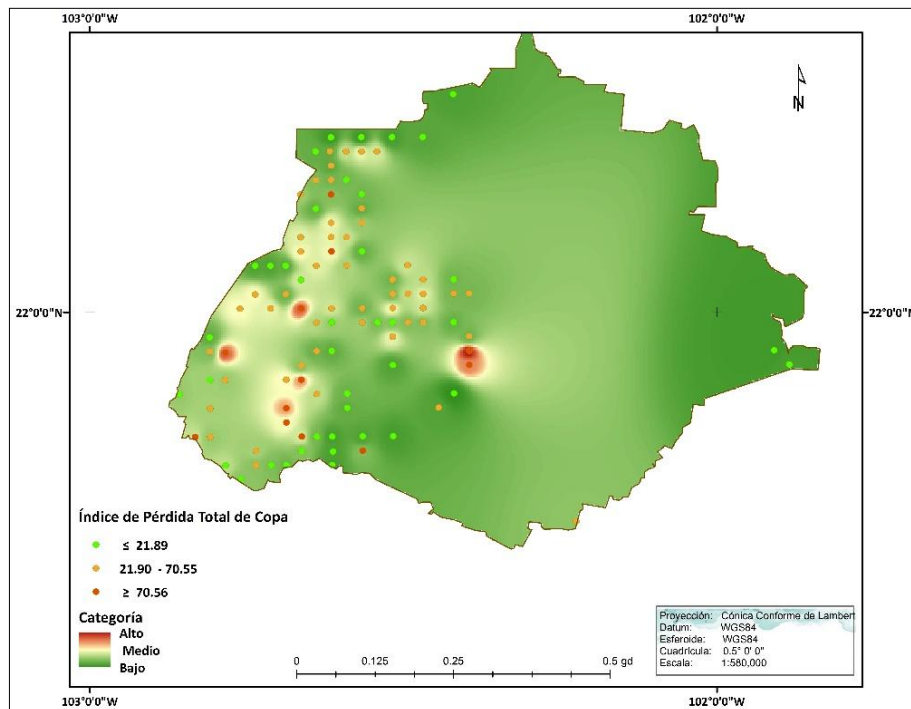 103°0'0"W 102°0'0"W
N
22°0'0"N 22°0'0"N
Índice de Pérdida Total de Copa
≤ 21.89
21.90 - 70.55
≥ 70.56
Categoría
Alto
Medio
Bajo
0 0.125 0.25 0.5 gd
Proyección: Cónica Conforme de Lambert
Datum: WGS84
Esferoide: WGS84
Cuadrícula: 0.5° 0' 0"
Escala: 1:580,000
103°0'0"W 102°0'0"W